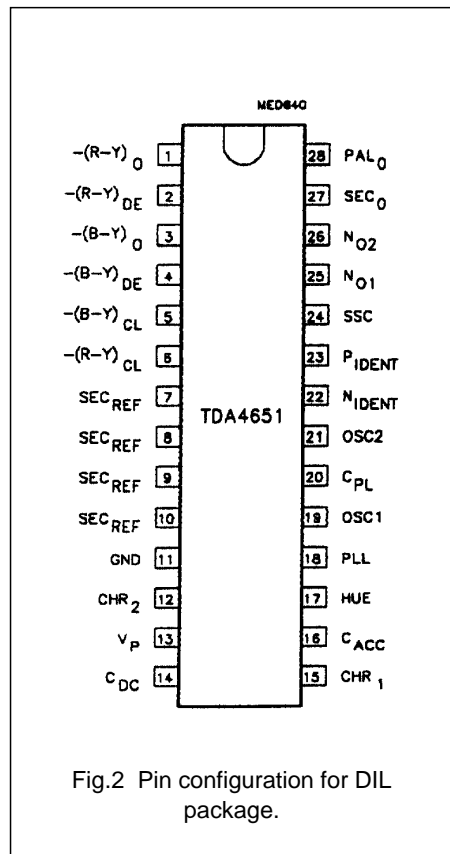 MED640
-(R-Y)O 1 28 PALO
-(R-Y)DE 2 27 SECO
-(B-Y)O 3 26 NO2
-(B-Y)DE 4 25 NO1
-(B-Y)CL 5 24 SSC
-(R-Y)CL 6 23 PIDENT
SECREF 7 22 NIDENT
TDA4651
SECREF 8 21 OSC2
SECREF 9 20 CPL
SECREF 10 19 OSC1
GND 11 18 PLL
CHR2 12 17 HUE
VP 13 16 CACC
CDC 14 15 CHR1
Fig.2 Pin configuration for DIL
package.